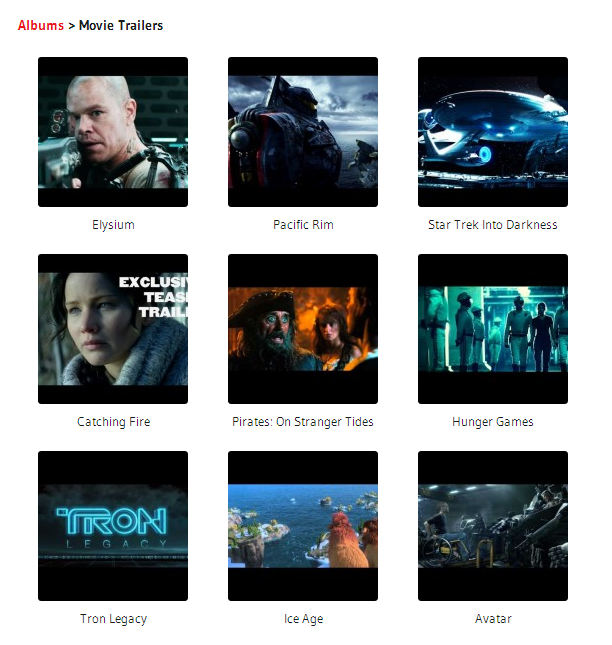 Albums > Movie Trailers
Elysium
Pacific Rim
Star Trek Into Darkness
EXCLUSI
TEAS
TRAIL
Catching Fire
Pirates: On Stranger Tides
Hunger Games
TRON
LEGACY
Tron Legacy
Ice Age
Avatar